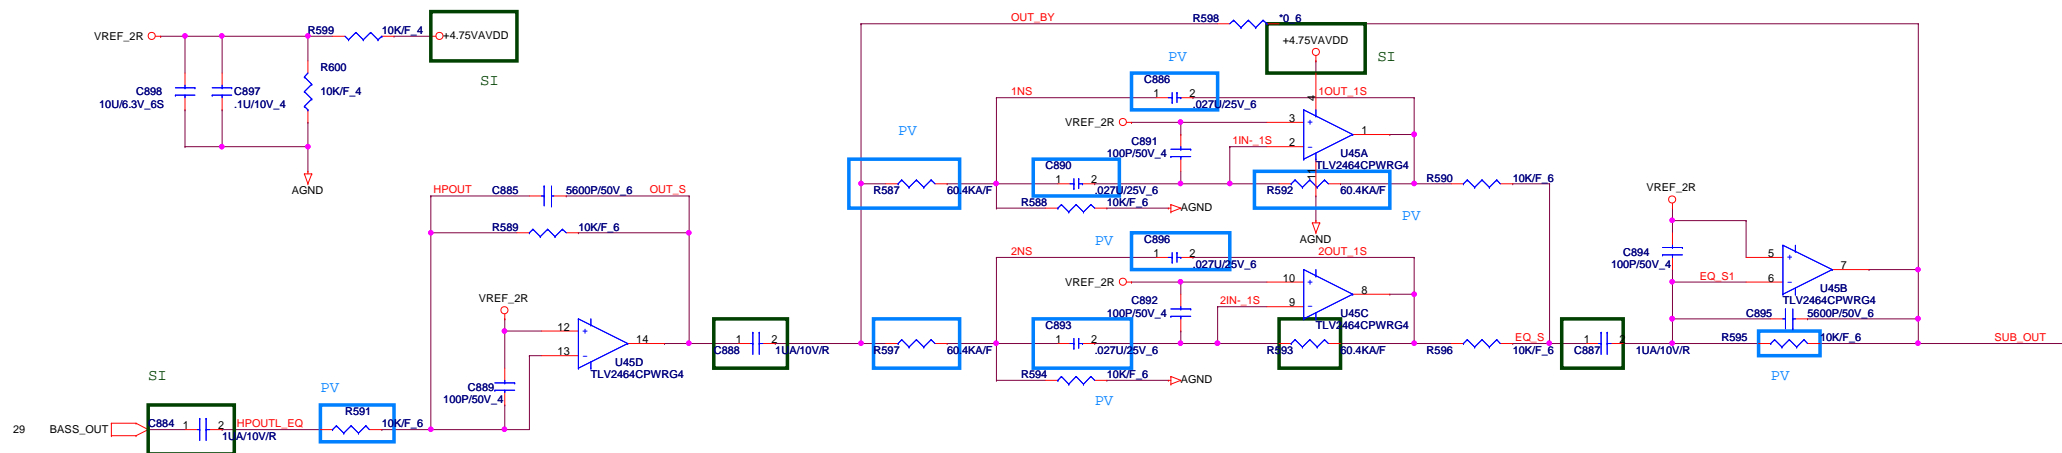 VREF_2R
R599
10K/F_4
+4.75VAVDD
SI
R600
10K/F_4
C898
10U/6.3V_6S
C897
.1U/10V_4
AGND
OUT_BY
R598
*0_6
+4.75VAVDD
SI
PV
C886
1 2
.027U/25V_6
1NS
1OUT_1S
4
VREF_2R
3
+
2
-
1
1IN-_1S
C891
100P/50V_4
U45A
TLV2464CPWRG4
11
PV
R587
60.4KA/F
C890
1 2
.027U/25V_6
R592
60.4KA/F
R590
10K/F_6
PV
R588
10K/F_6
AGND
AGND
HPOUT
C885
5600P/50V_6
OUT_S
R589
10K/F_6
PV
C896
1 2
.027U/25V_6
2NS
2OUT_1S
VREF_2R
10
+
9
-
8
2IN-_1S
C892
100P/50V_4
U45C
TLV2464CPWRG4
VREF_2R
C894
100P/50V_4
5
+
6
-
7
EQ_S1
U45B
TLV2464CPWRG4
C895
5600P/50V_6
VREF_2R
12
+
13
-
14
U45D
TLV2464CPWRG4
C889
100P/50V_4
C888
1 2
1UA/10V/R
R597
60.4KA/F
C893
1 2
.027U/25V_6
R593
60.4KA/F
R596
10K/F_6
EQ_S
C887
1 2
1UA/10V/R
R595
10K/F_6
PV
SUB_OUT
R594
10K/F_6
AGND
PV
SI
PV
29
BASS_OUT
C884
1 2
1UA/10V/R
HPOUTL_EQ
R591
10K/F_6